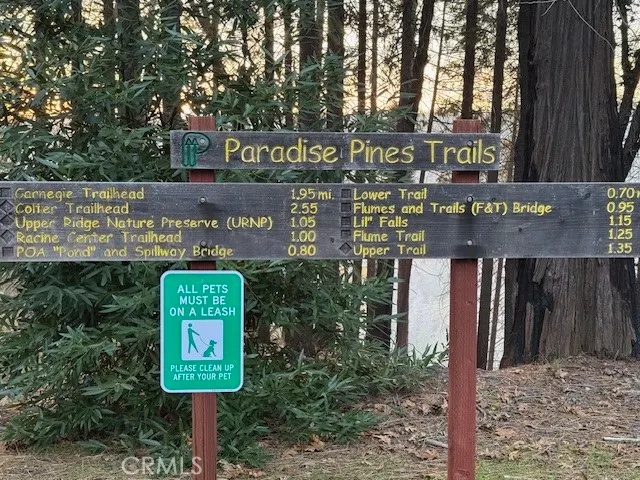 Paradise Pines Trails
Carnegie Trailhead 1.95 mi.
Colter Trailhead 2.55
Upper Ridge Nature Preserve (URNP) 1.05
Racine Center Trailhead 1.00
POA "Pond" and Spillway Bridge 0.80
Lower Trail 0.70
Flumes and Trails (F&T) Bridge 0.95
Lil' Falls 1.15
Flume Trail 1.25
Upper Trail 1.35
ALL PETS
MUST BE
ON A LEASH
PLEASE CLEAN UP
AFTER YOUR PET
CRMLS